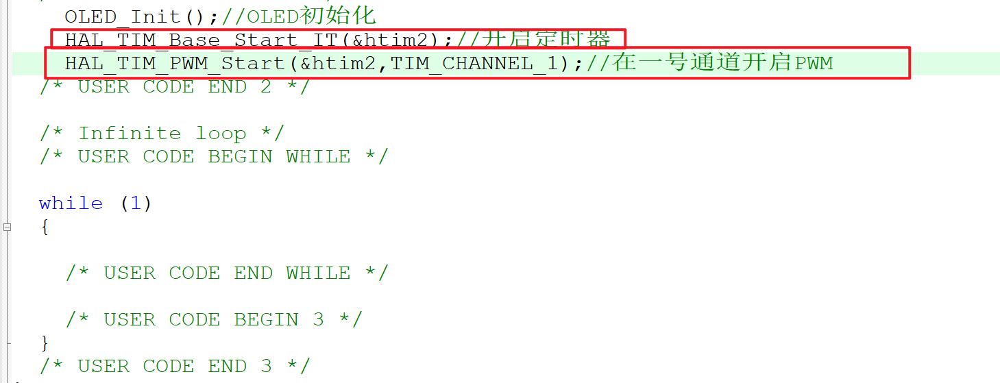 OLED_Init();//OLED初始化
HAL_TIM_Base_Start_IT(&htim2);//开启定时器
HAL_TIM_PWM_Start(&htim2,TIM_CHANNEL_1);//在一号通道开启PWM
/* USER CODE END 2 */
/* Infinite loop */
/* USER CODE BEGIN WHILE */
while (1)
{
/* USER CODE END WHILE */
/* USER CODE BEGIN 3 */
}
/* USER CODE END 3 */